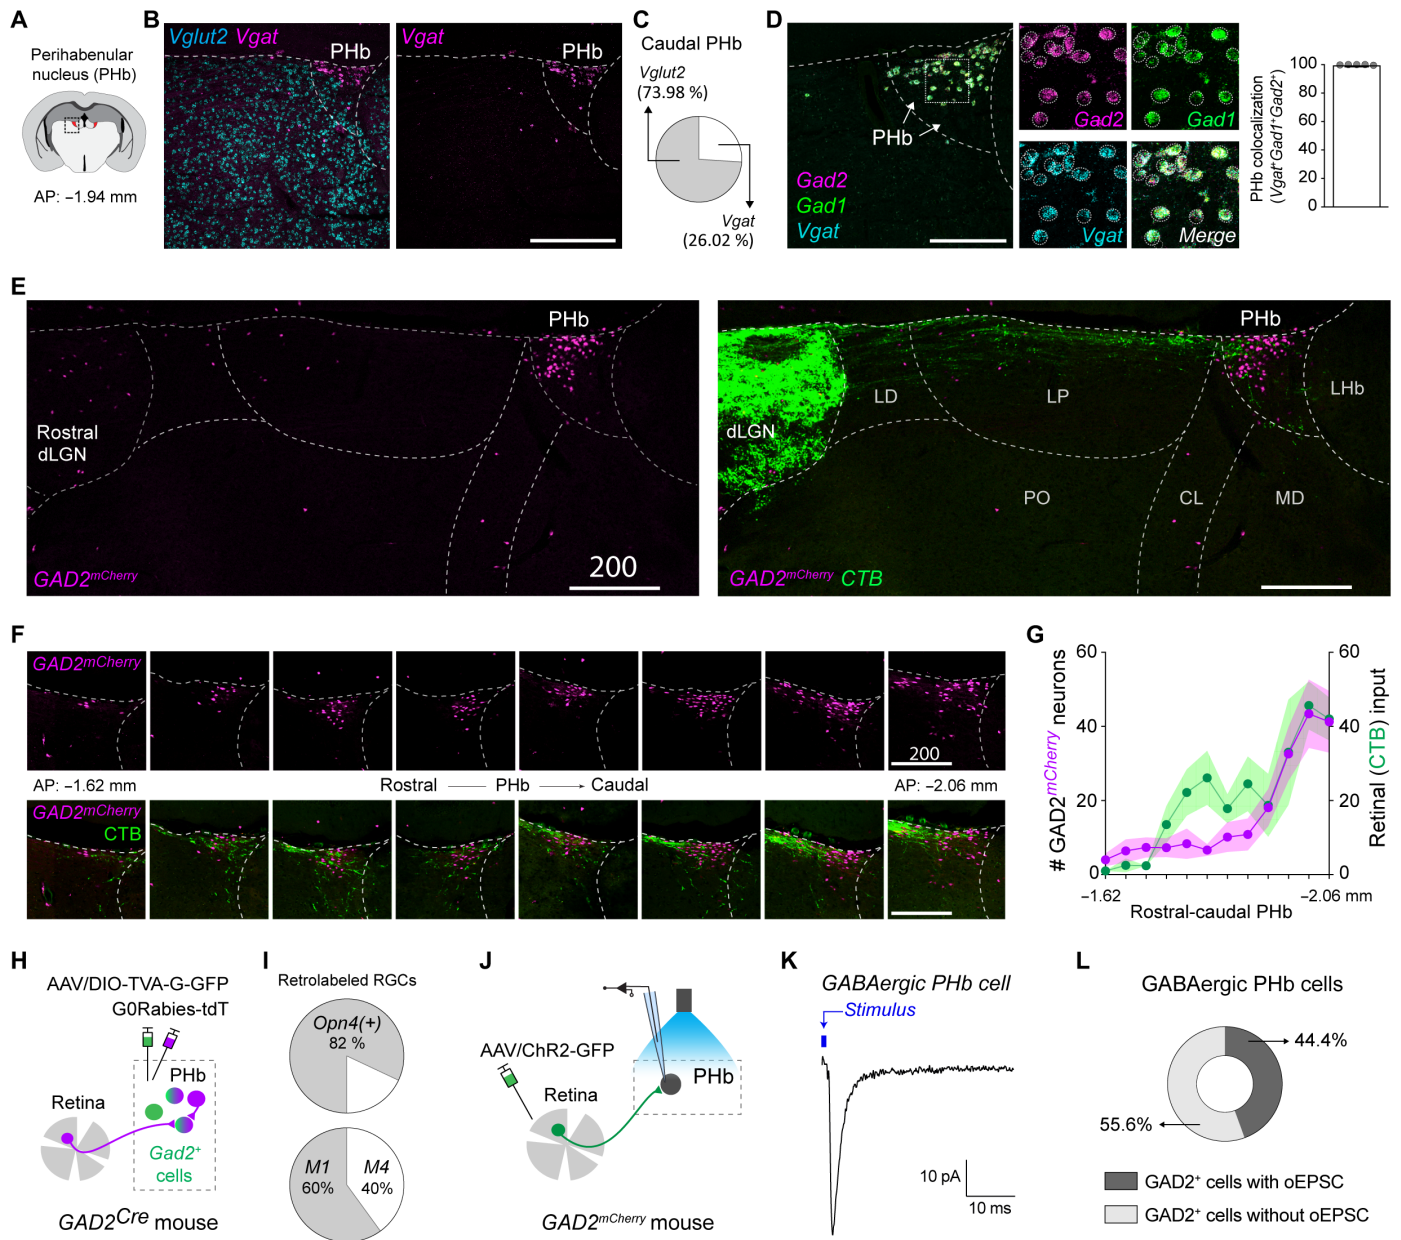 A
Perihabenular
nucleus (PHb)
AP: −1.94 mm
B
Vglut2 Vgat
PHb
Vgat
PHb
C
Caudal PHb
Vglut2
(73.98 %)
Vgat
(26.02 %)
D
PHb
Gad2
Gad1
Vgat
Gad2
Gad1
Vgat
Merge
PHb colocalization
(Vgat⁺Gad1⁺Gad2⁺)
100
80
60
40
20
0
E
PHb
Rostral
dLGN
GAD2mCherry
200
PHb
LHb
LD
LP
dLGN
PO
CL
MD
GAD2mCherry CTB
F
GAD2mCherry
200
AP: −1.62 mm
Rostral
PHb
Caudal
AP: −2.06 mm
GAD2mCherry
CTB
G
# GAD2mCherry neurons
60
40
20
0
60
40
20
0
Retinal (CTB) input
−1.62
−2.06 mm
Rostral-caudal PHb
H
AAV/DIO-TVA-G-GFP
G0Rabies-tdT
PHb
Retina
Gad2⁺
cells
GAD2Cre mouse
I
Retrolabeled RGCs
Opn4(+)
82 %
M1
60%
M4
40%
J
AAV/ChR2-GFP
Retina
PHb
GAD2mCherry mouse
K
GABAergic PHb cell
Stimulus
10 pA
10 ms
L
GABAergic PHb cells
44.4%
55.6%
GAD2⁺ cells with oEPSC
GAD2⁺ cells without oEPSC